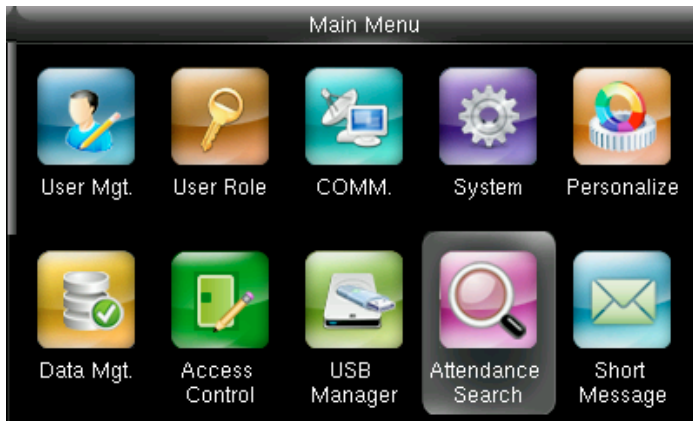 Main Menu
User Mgt.
User Role
COMM.
System
Personalize
Data Mgt.
Access
Control
USB
Manager
Attendance
Search
Short
Message